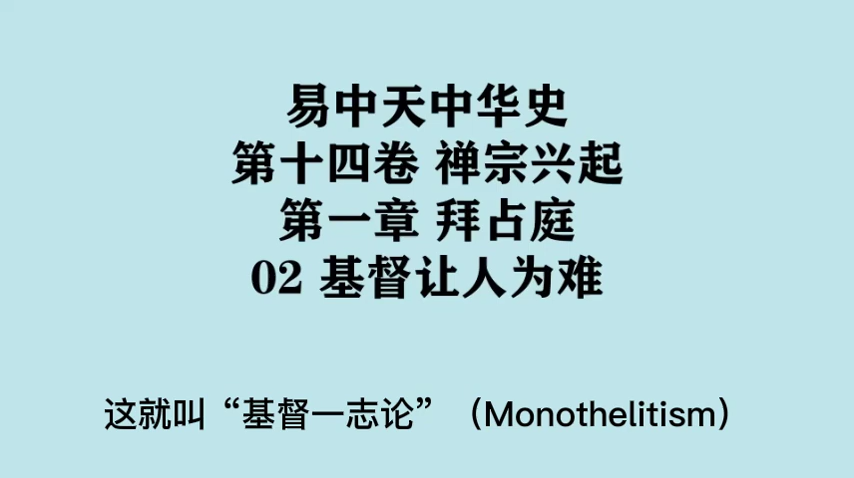 易中天中华史
第十四卷 禅宗兴起
第一章 拜占庭
02 基督让人为难
这就叫“基督一志论”（Monothelitism）